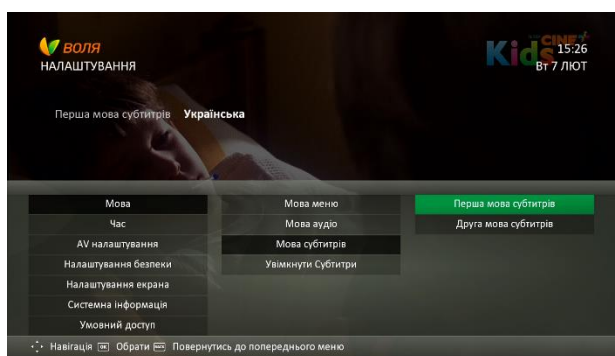 воля
НАЛАШТУВАННЯ
Kids CINE+
15:26
Вт 7 ЛЮТ
Перша мова субтитрів Українська
Мова
Мова меню
Перша мова субтитрів
Час
Мова аудіо
Друга мова субтитрів
AV налаштування
Мова субтитрів
Налаштування безпеки
Увімкнути Субтитри
Налаштування екрана
Системна інформація
Умовний доступ
Навігація OK Обрати BACK Повернутись до попереднього меню